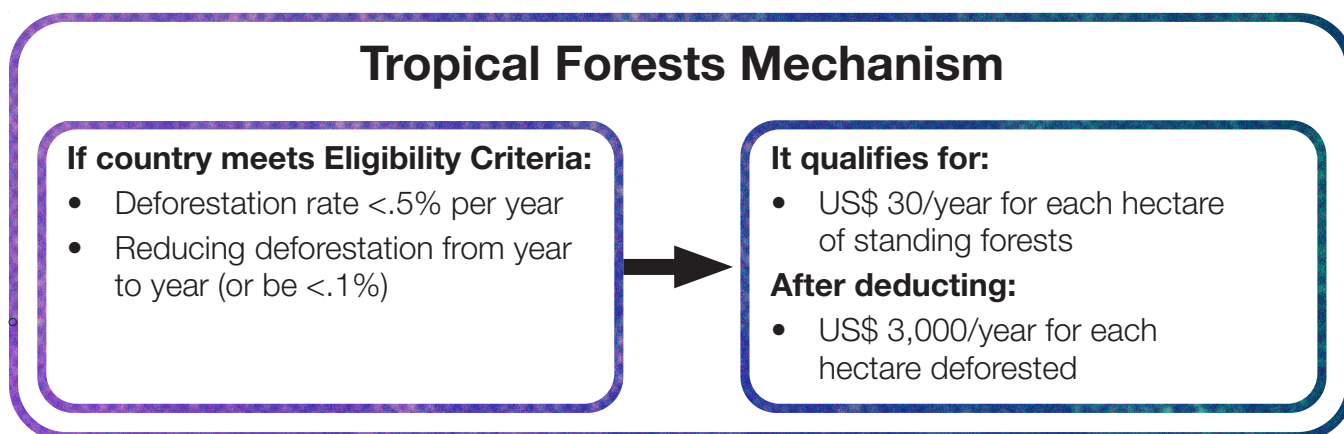 Tropical Forests Mechanism
If country meets Eligibility Criteria:
• Deforestation rate <.5% per year
• Reducing deforestation from year
to year (or be <.1%)
It qualifies for:
• US$ 30/year for each hectare
of standing forests
After deducting:
• US$ 3,000/year for each
hectare deforested